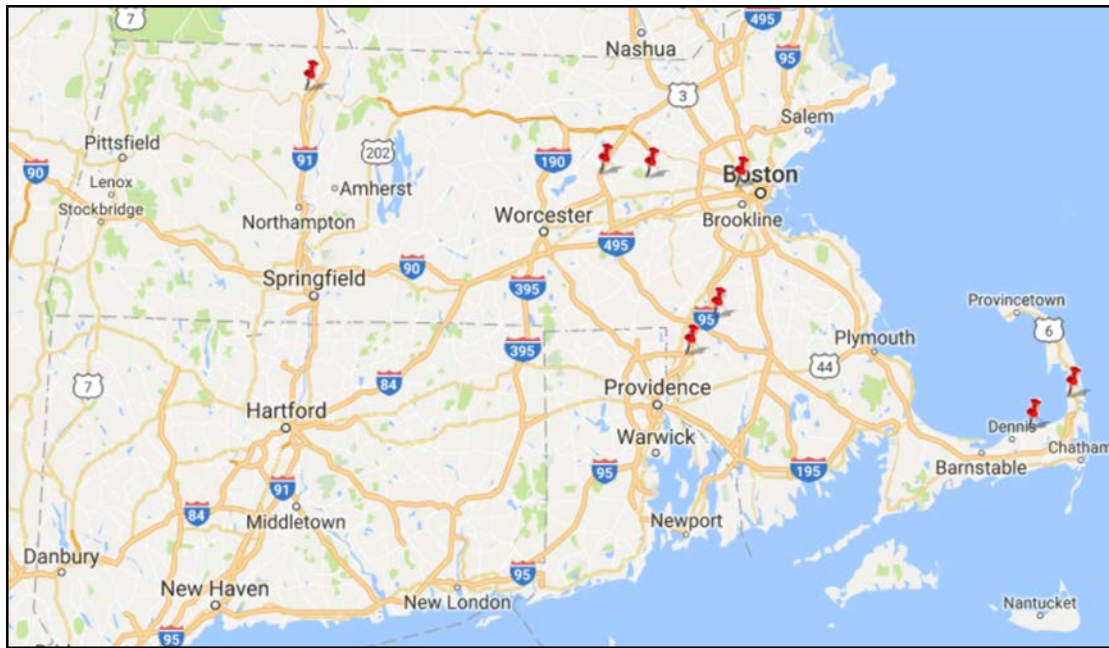 7
495
Nashua
95
3
Salem
Pittsfield
91
202
190
90
Lenox
Amherst
Boston
Stockbridge
Northampton
Worcester
Brookline
495
90
Springfield
395
Provincetown
95
6
395
Plymouth
7
84
44
Providence
Hartford
Dennis
Warwick
Chatham
Barnstable
95
195
91
84
Middletown
Newport
Danbury
95
New Haven
New London
Nantucket
95